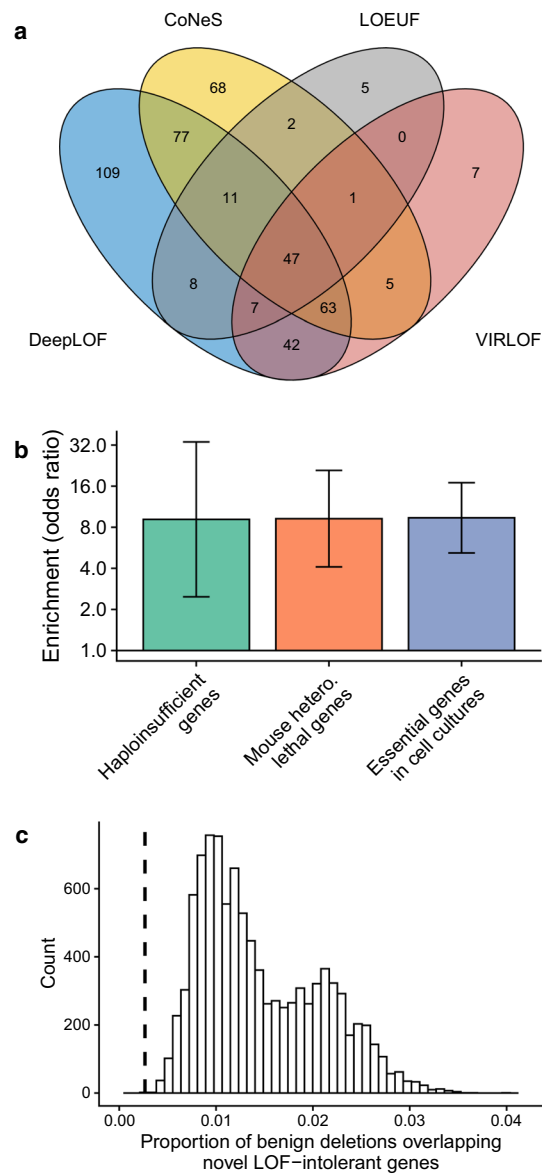 a
CoNeS
LOEUF
68
5
77
2
0
109
7
11
1
47
8
5
7
63
42
DeepLOF
VIRLOF
b
Enrichment (odds ratio)
32.0
16.0
8.0
4.0
2.0
1.0
Haploinsufficient
genes
Mouse hetero.
lethal genes
Essential genes
in cell cultures
c
Count
600
400
200
0
0.00
0.01
0.02
0.03
0.04
Proportion of benign deletions overlapping
novel LOF−intolerant genes